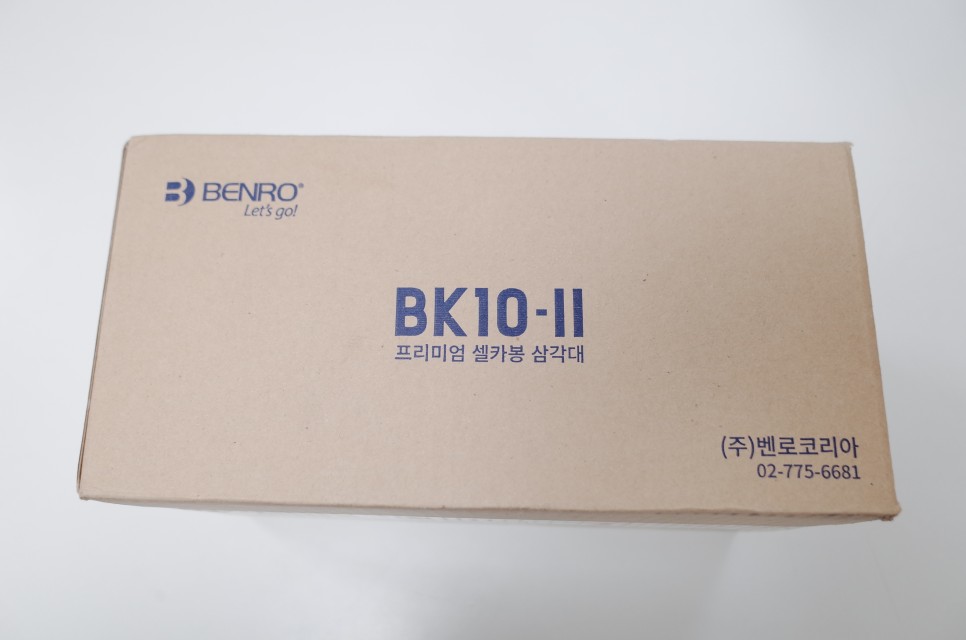 BENRO®
Let's go!
BK10-II
프리미엄 셀카봉 삼각대
(주)벤로코리아
02-775-6681